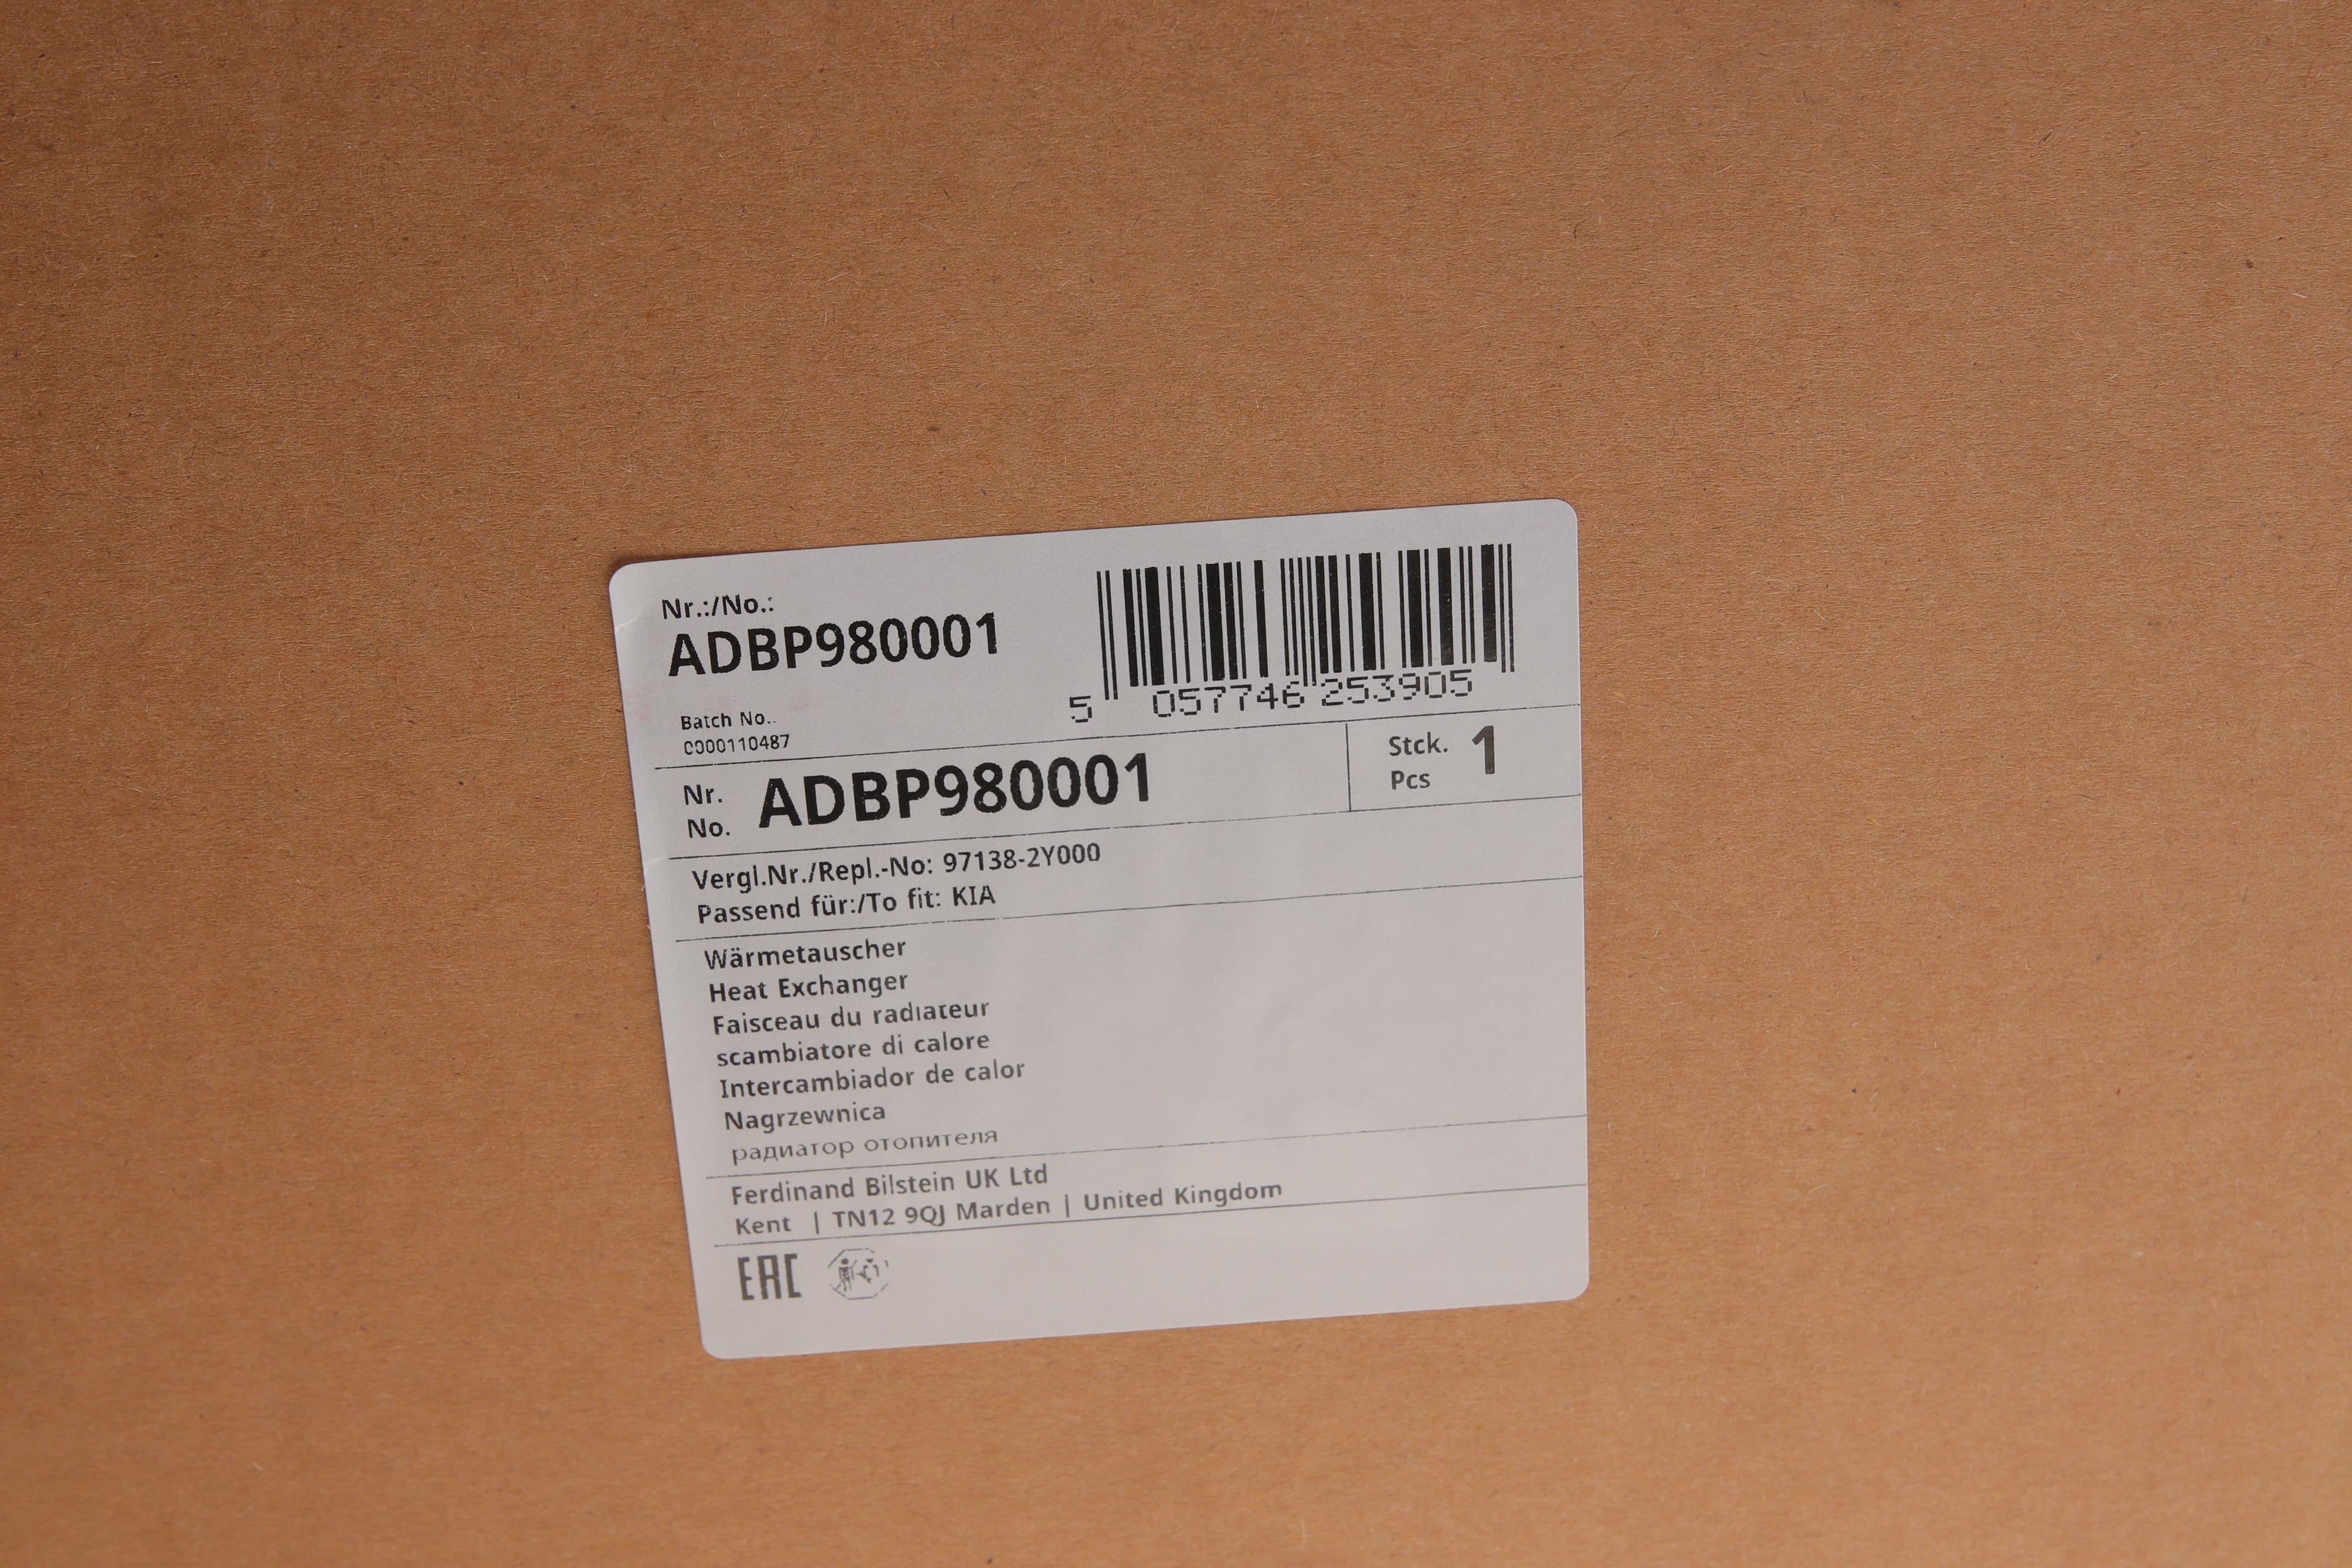 Nr.:/No.:
ADBP980001
5 057746 253905
Batch No.:
0000110487
Nr.
No.
ADBP980001
Stck.
Pcs
1
Vergl.Nr./Repl.-No: 97138-2Y000
Passend für:/To fit: KIA
Wärmetauscher
Heat Exchanger
Faisceau du radiateur
scambiatore di calore
Intercambiador de calor
Nagrzewnica
радиатор отопителя
Ferdinand Bilstein UK Ltd
Kent | TN12 9QJ Marden | United Kingdom
EAC